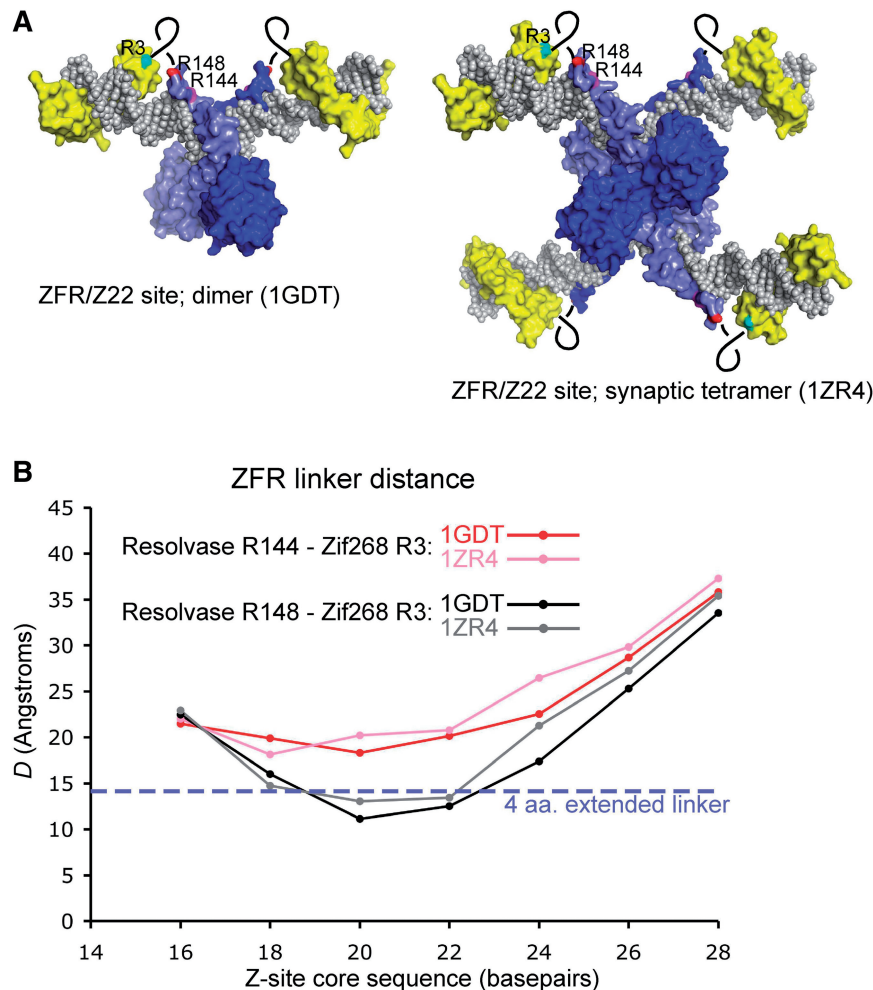 A
R3
R148
R144
R3
R148
R144
ZFR/Z22 site; dimer (1GDT)
ZFR/Z22 site; synaptic tetramer (1ZR4)
B
ZFR linker distance
Resolvase R144 - Zif268 R3: 1GDT
1ZR4
Resolvase R148 - Zif268 R3: 1GDT
1ZR4
4 aa. extended linker
D (Angstroms)
45
40
35
30
25
20
15
10
5
0
14 16 18 20 22 24 26 28
Z-site core sequence (basepairs)